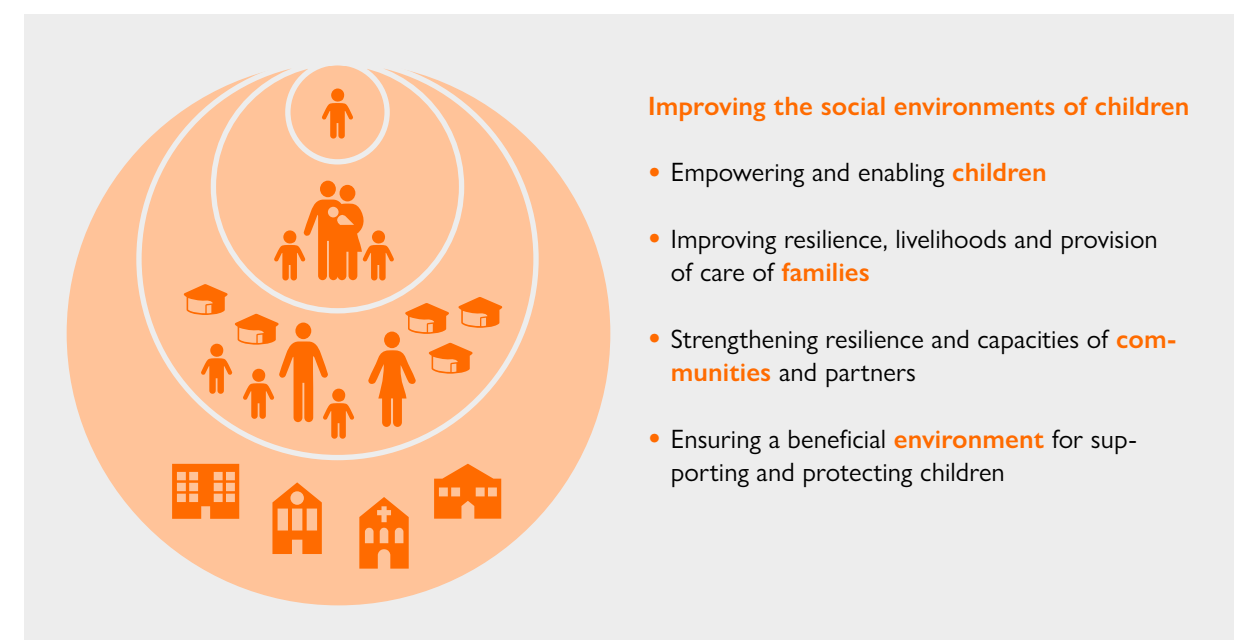 Improving the social environments of children
• Empowering and enabling children
• Improving resilience, livelihoods and provision
of care of families
• Strengthening resilience and capacities of com-
munities and partners
• Ensuring a beneficial environment for sup-
porting and protecting children